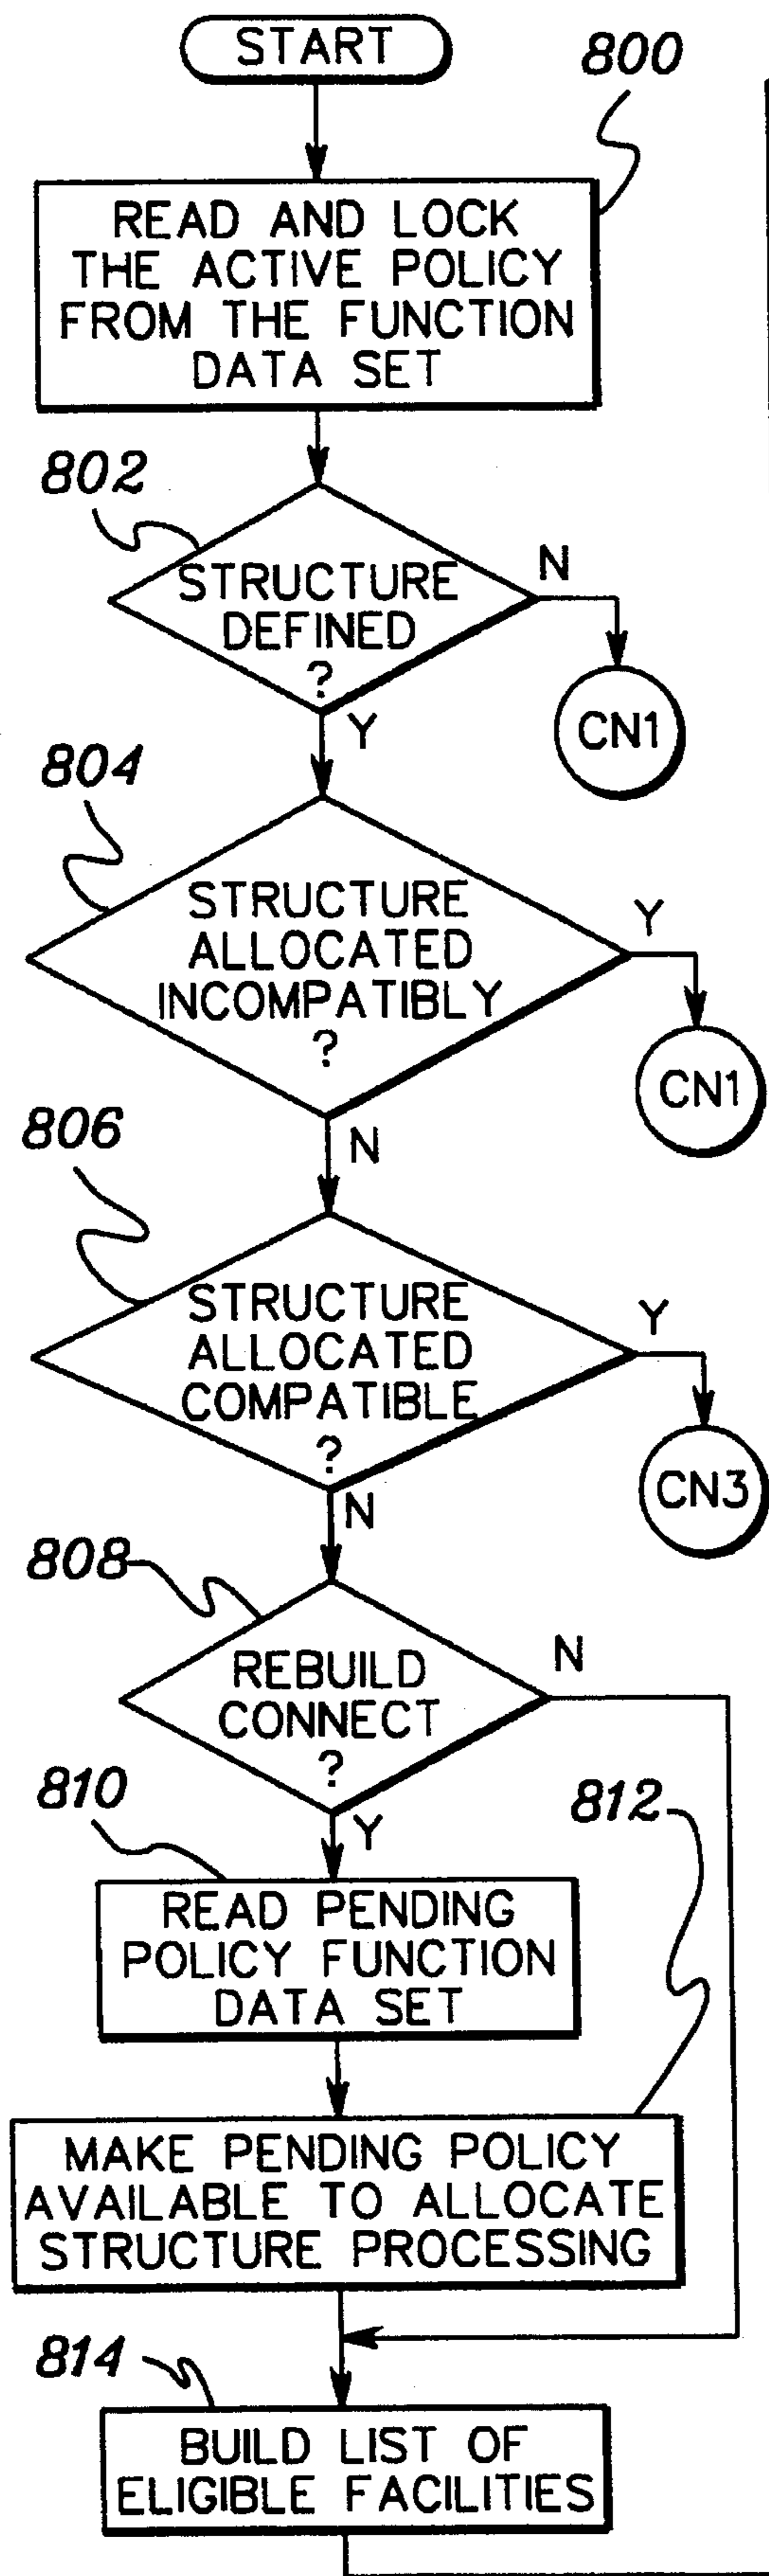 START
800
READ AND LOCK
THE ACTIVE POLICY
FROM THE FUNCTION
DATA SET
802
STRUCTURE
DEFINED
?
N
CN1
Y
804
STRUCTURE
ALLOCATED
INCOMPATIBLY
?
Y
CN1
N
806
STRUCTURE
ALLOCATED
COMPATIBLE
?
Y
CN3
N
808
REBUILD
CONNECT
?
N
Y
810
812
READ PENDING
POLICY FUNCTION
DATA SET
MAKE PENDING POLICY
AVAILABLE TO ALLOCATE
STRUCTURE PROCESSING
814
BUILD LIST OF
ELIGIBLE FACILITIES